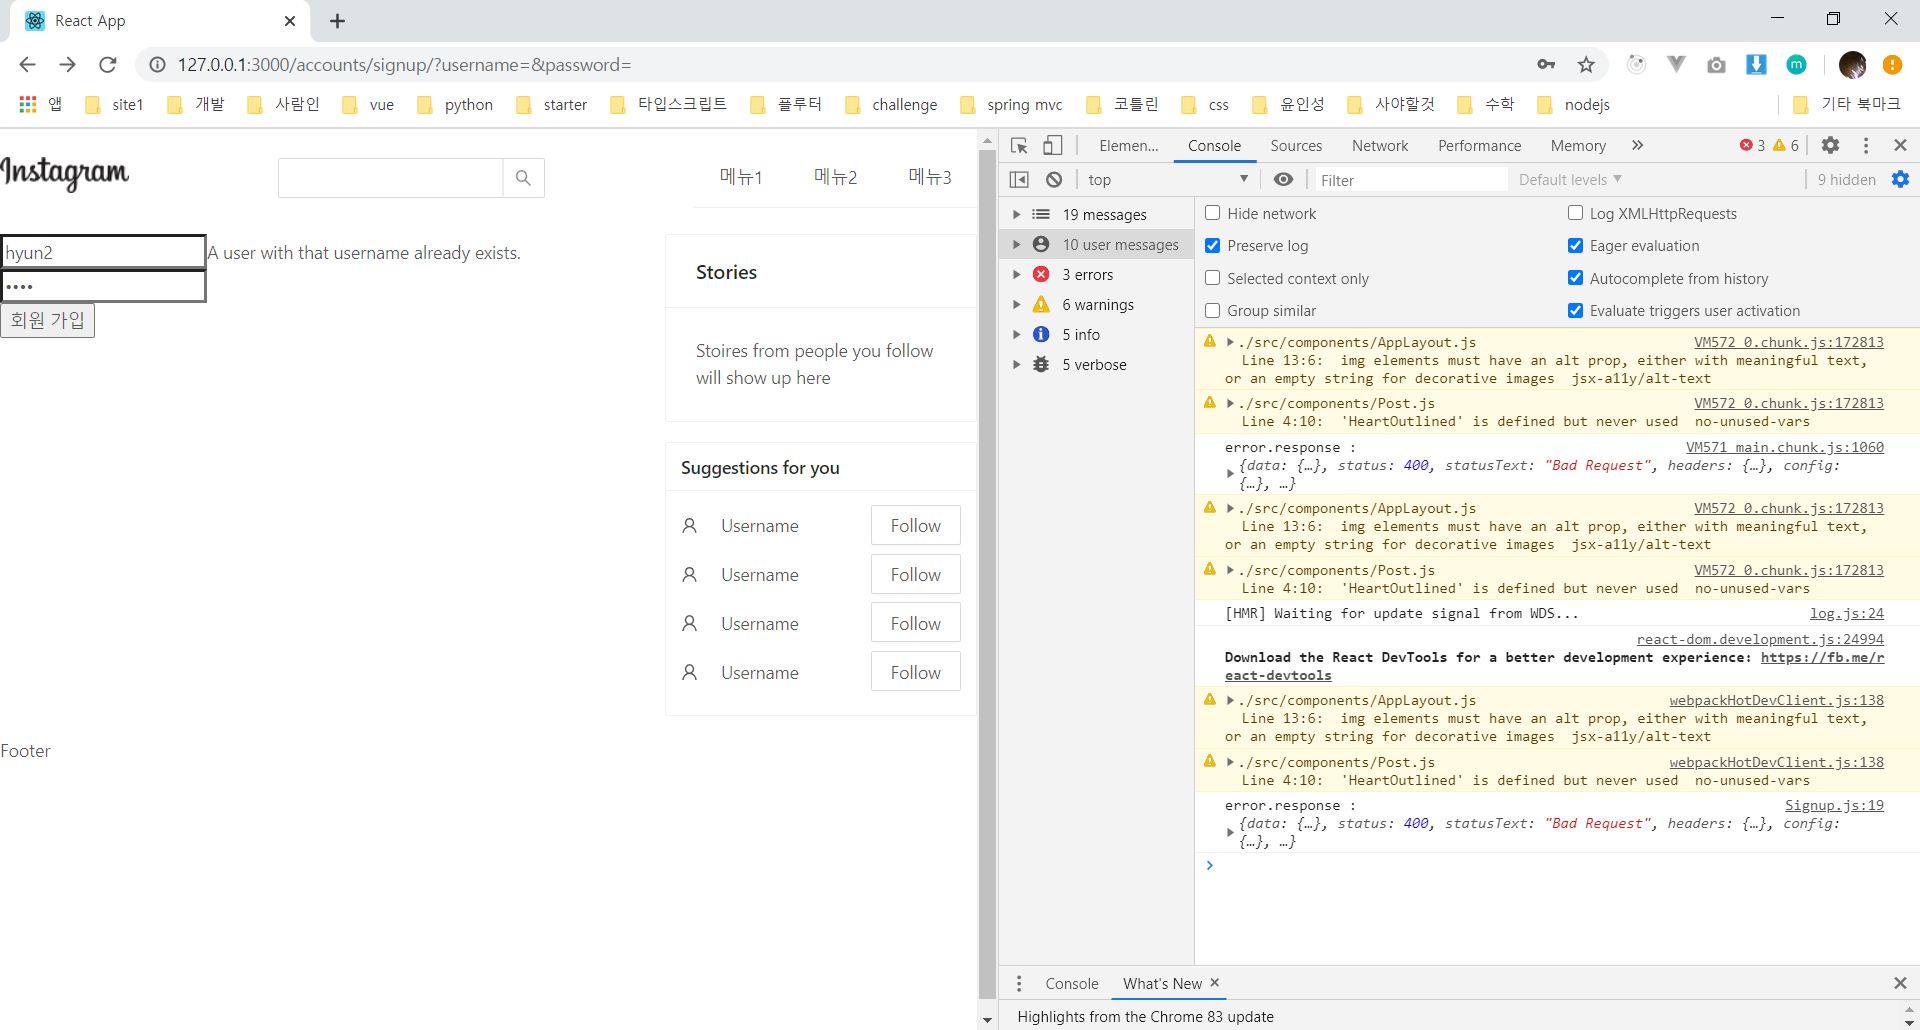 React App
127.0.0.1:3000/accounts/signup/?username=&password=
앱 site1 개발 사람인 vue python starter 타입스크립트 플루터 challenge spring mvc 코틀린 css 윤인성 사야할것 수학 nodejs 기타 북마크
Instagram
메뉴1 메뉴2 메뉴3
hyun2 A user with that username already exists.
••••
회원 가입
Stories
Stoires from people you follow
will show up here
Suggestions for you
Username Follow
Username Follow
Username Follow
Username Follow
Footer
Elemen... Console Sources Network Performance Memory » 3 6
top Filter Default levels 9 hidden
19 messages
10 user messages
3 errors
6 warnings
5 info
5 verbose
Hide network Log XMLHttpRequests
Preserve log Eager evaluation
Selected context only Autocomplete from history
Group similar Evaluate triggers user activation
./src/components/AppLayout.js VM572 0.chunk.js:172813
Line 13:6: img elements must have an alt prop, either with meaningful text,
or an empty string for decorative images jsx-a11y/alt-text
./src/components/Post.js VM572 0.chunk.js:172813
Line 4:10: 'HeartOutlined' is defined but never used no-unused-vars
error.response : VM571 main.chunk.js:1060
{data: {…}, status: 400, statusText: "Bad Request", headers: {…}, config:
{…}, …}
./src/components/AppLayout.js VM572 0.chunk.js:172813
Line 13:6: img elements must have an alt prop, either with meaningful text,
or an empty string for decorative images jsx-a11y/alt-text
./src/components/Post.js VM572 0.chunk.js:172813
Line 4:10: 'HeartOutlined' is defined but never used no-unused-vars
[HMR] Waiting for update signal from WDS... log.js:24
react-dom.development.js:24994
Download the React DevTools for a better development experience: https://fb.me/r
eact-devtools
./src/components/AppLayout.js webpackHotDevClient.js:138
Line 13:6: img elements must have an alt prop, either with meaningful text,
or an empty string for decorative images jsx-a11y/alt-text
./src/components/Post.js webpackHotDevClient.js:138
Line 4:10: 'HeartOutlined' is defined but never used no-unused-vars
error.response : Signup.js:19
{data: {…}, status: 400, statusText: "Bad Request", headers: {…}, config:
{…}, …}
Console What's New
Highlights from the Chrome 83 update